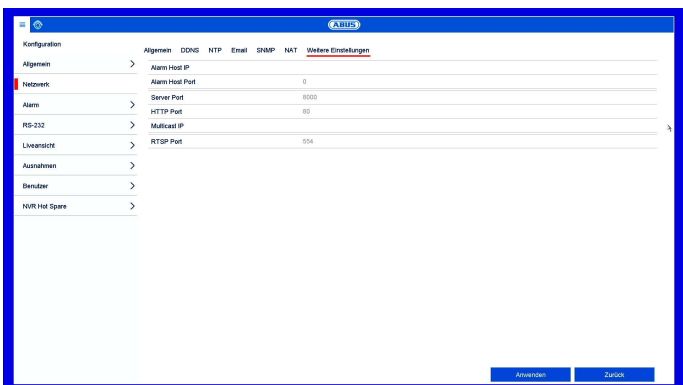 ABUS
Konfiguration
Allgemein DDNS NTP Email SNMP NAT Weitere Einstellungen
Allgemein
Netzwerk
Alarm
RS-232
Liveansicht
Ausnahmen
Benutzer
NVR Hot Spare
Alarm Host IP
Alarm Host Port 0
Server Port 8000
HTTP Port 80
Multicast IP
RTSP Port 554
Anwenden Zurück